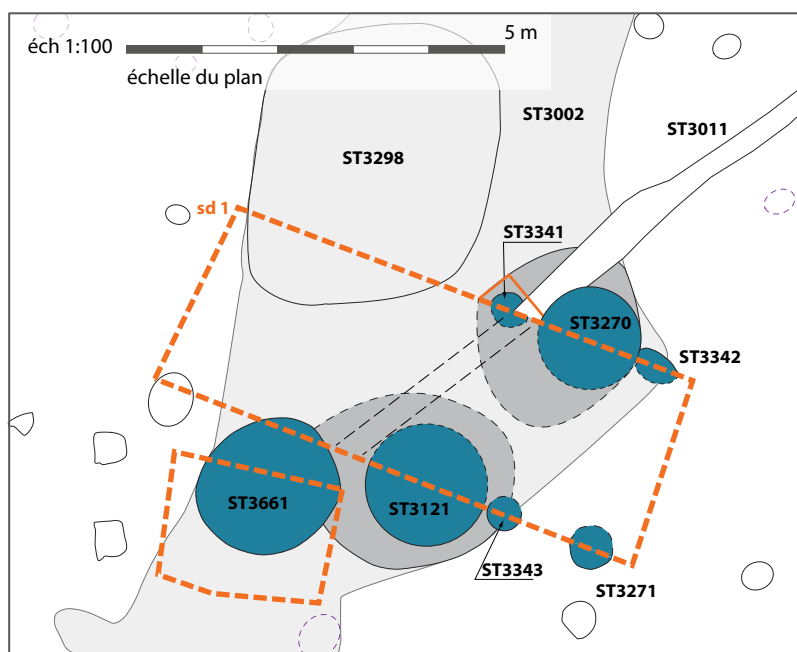 éch 1:100
5 m
échelle du plan
ST3002
ST3011
ST3298
sd 1
ST3341
ST3270
ST3342
ST3661
ST3121
ST3343
ST3271